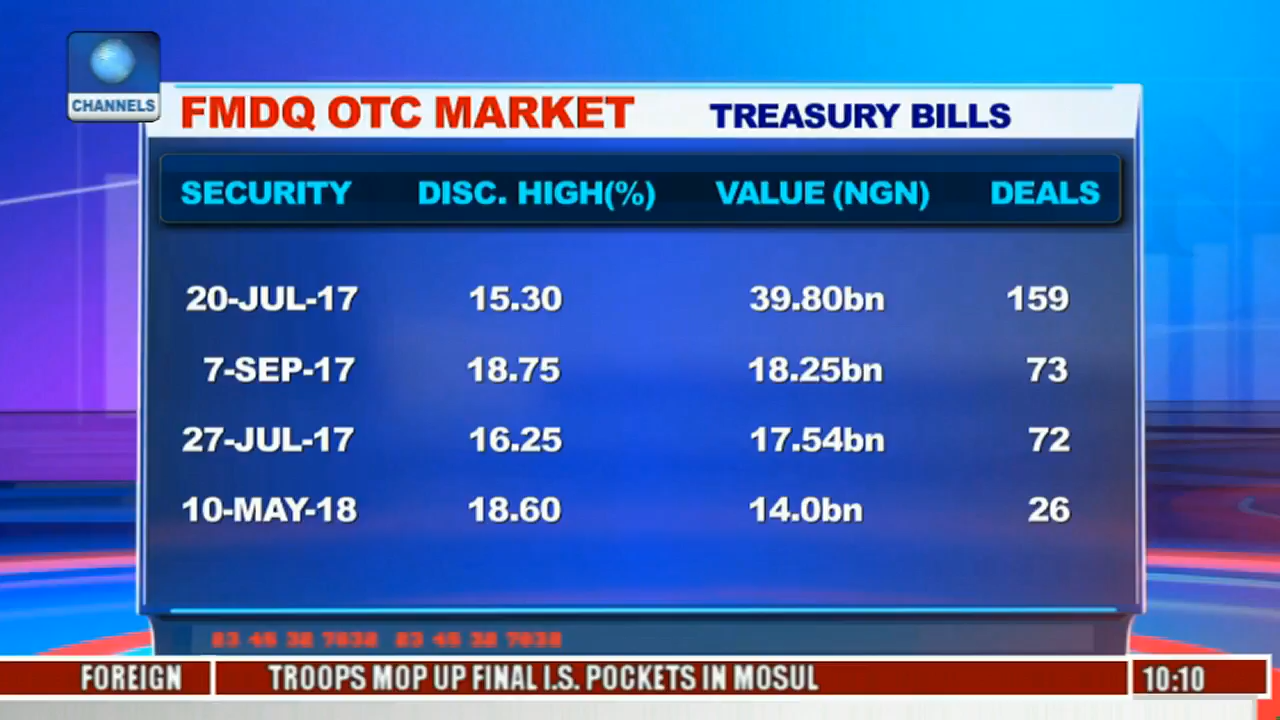 CHANNELS
FMDQ OTC MARKET TREASURY BILLS
SECURITY DISC. HIGH(%) VALUE (NGN) DEALS
20-JUL-17 15.30 39.80bn 159
7-SEP-17 18.75 18.25bn 73
27-JUL-17 16.25 17.54bn 72
10-MAY-18 18.60 14.0bn 26
FOREIGN TROOPS MOP UP FINAL I.S. POCKETS IN MOSUL 10:10